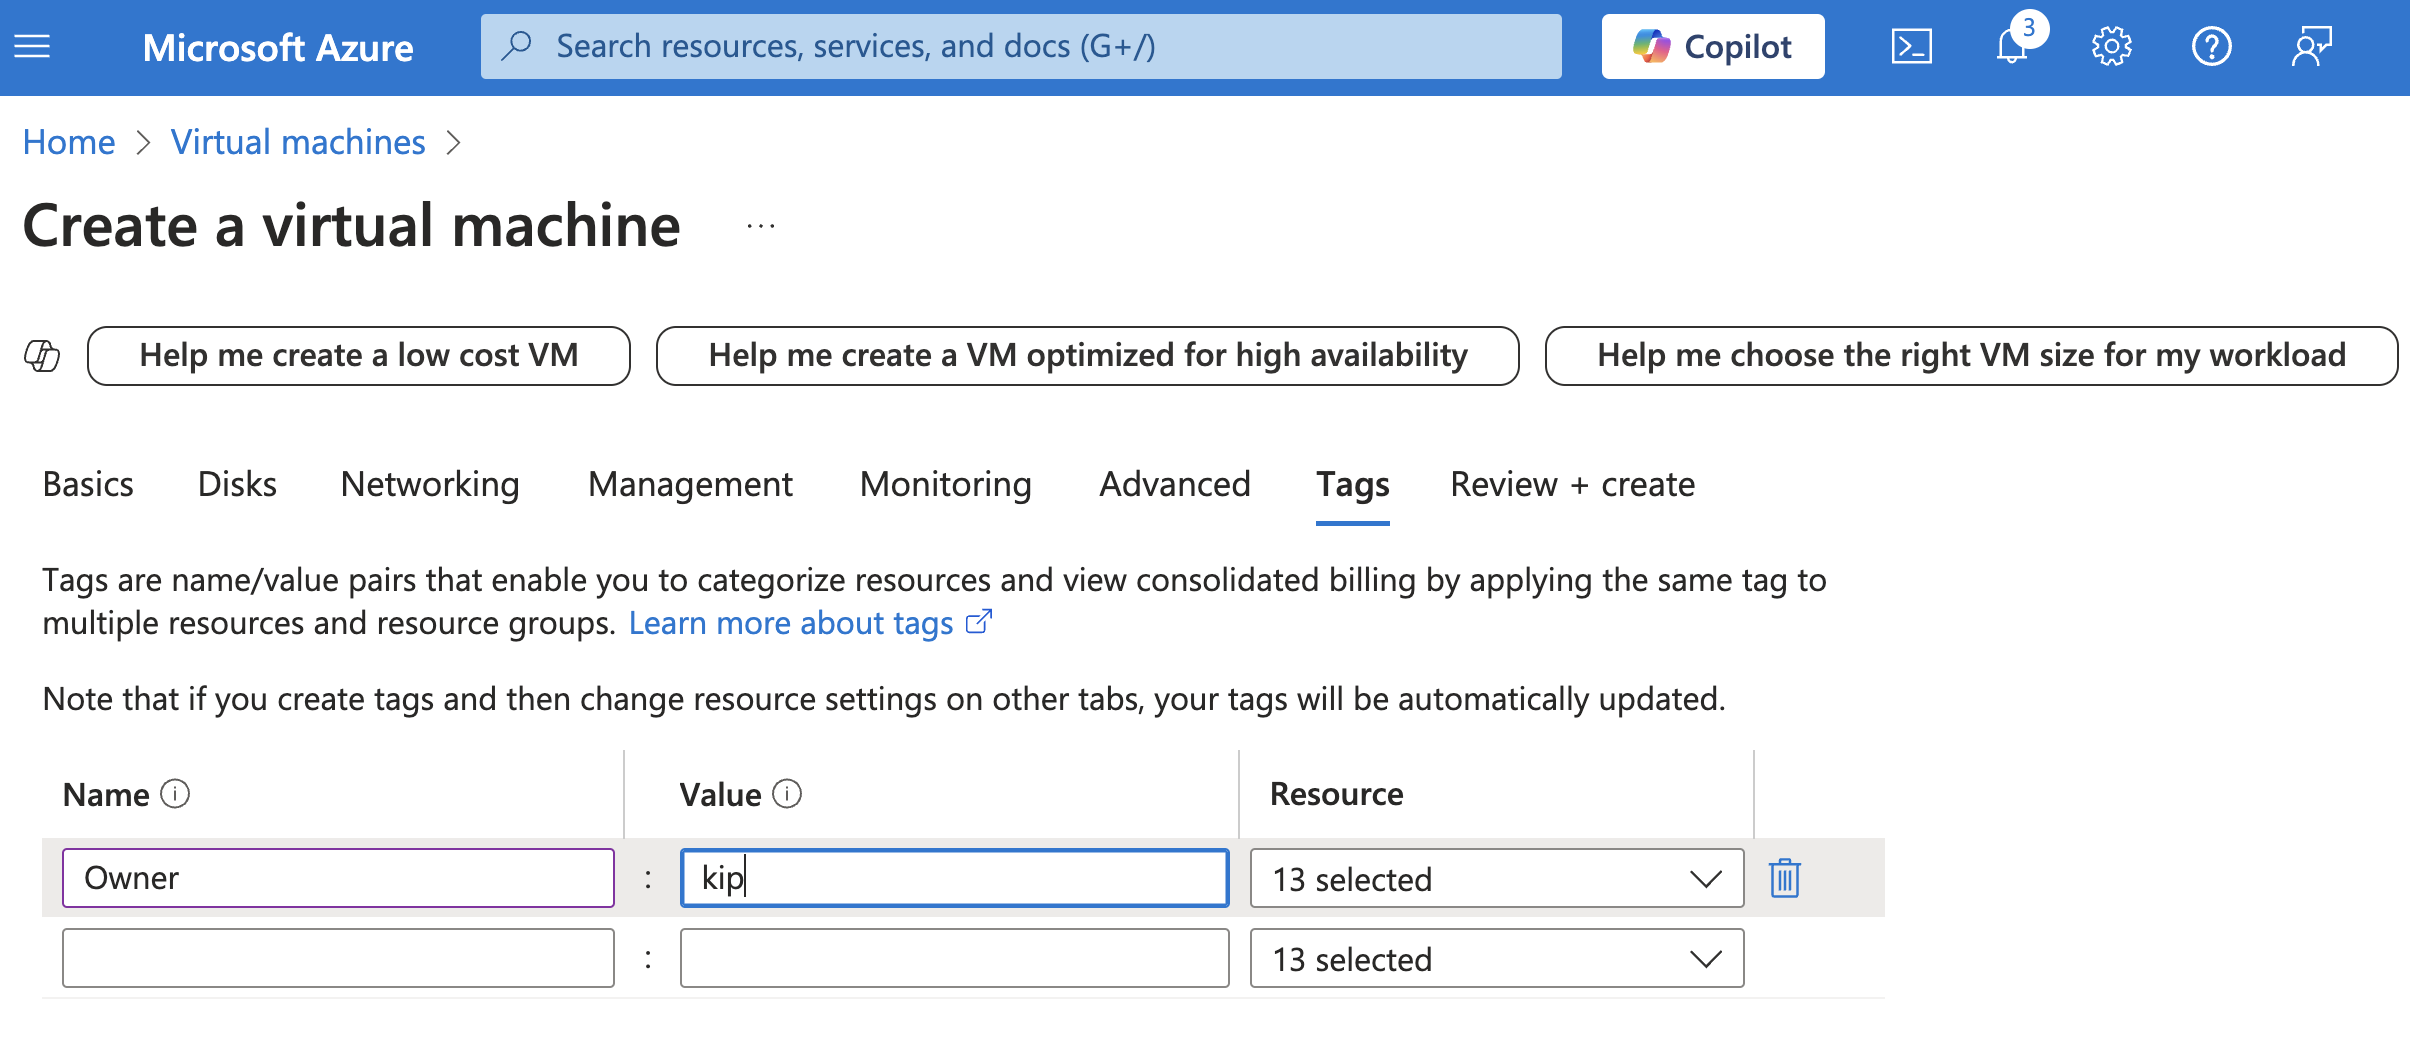 Microsoft Azure
Search resources, services, and docs (G+/)
Copilot
3
Home > Virtual machines >
Create a virtual machine ...
Help me create a low cost VM
Help me create a VM optimized for high availability
Help me choose the right VM size for my workload
Basics Disks Networking Management Monitoring Advanced Tags Review + create
Tags are name/value pairs that enable you to categorize resources and view consolidated billing by applying the same tag to
multiple resources and resource groups. Learn more about tags
Note that if you create tags and then change resource settings on other tabs, your tags will be automatically updated.
Name Value Resource
Owner : kip 13 selected
: 13 selected